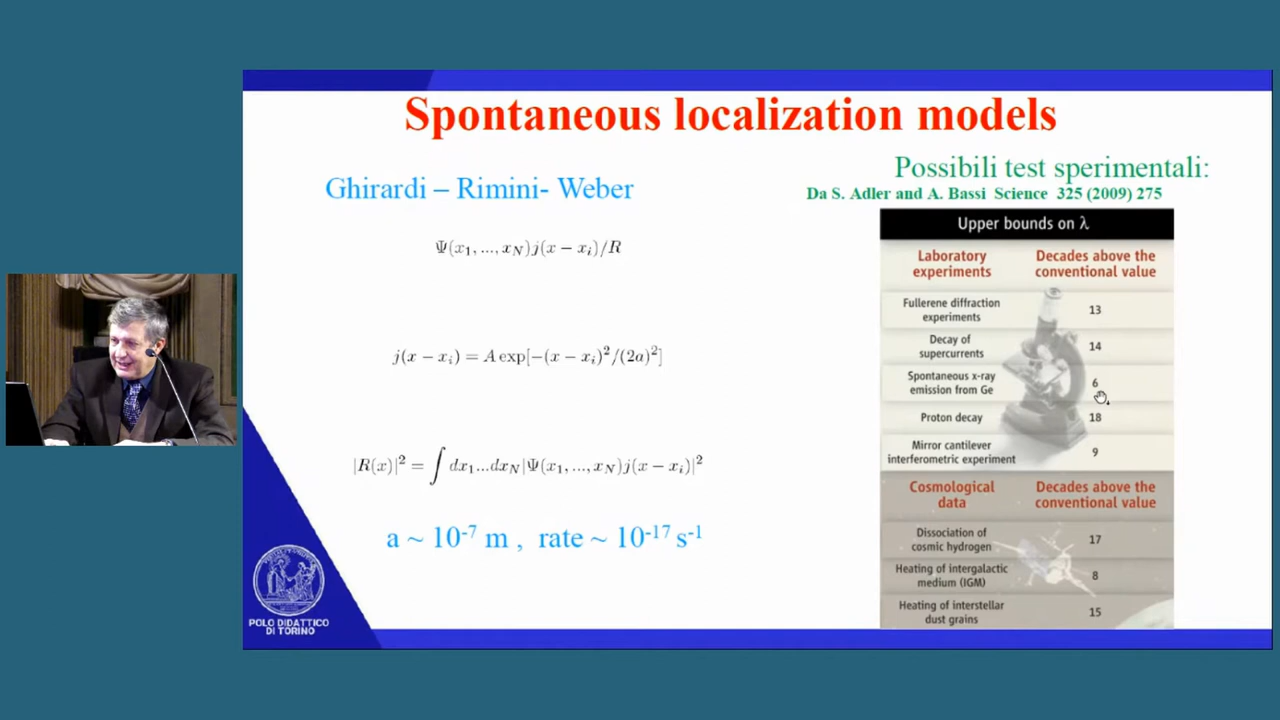 Spontaneous localization models
Ghirardi – Rimini- Weber
Ψ(x₁, ..., x_N)j(x − xᵢ)/R
j(x − xᵢ) = A exp[−(x − xᵢ)²/(2a)²]
|R(x)|² = ∫ dx₁...dx_N|Ψ(x₁, ..., x_N)j(x − xᵢ)|²
a ~ 10⁻⁷ m , rate ~ 10⁻¹⁷ s⁻¹
POLO DIDATTICO
DI TORINO
Possibili test sperimentali:
Da S. Adler and A. Bassi Science 325 (2009) 275
Upper bounds on λ
Laboratory experiments Decades above the conventional value
Fullerene diffraction experiments 13
Decay of supercurrents 14
Spontaneous x-ray emission from Ge 6
Proton decay 18
Mirror cantilever interferometric experiment 9
Cosmological data Decades above the conventional value
Dissociation of cosmic hydrogen 17
Heating of intergalactic medium (IGM) 8
Heating of interstellar dust grains 15